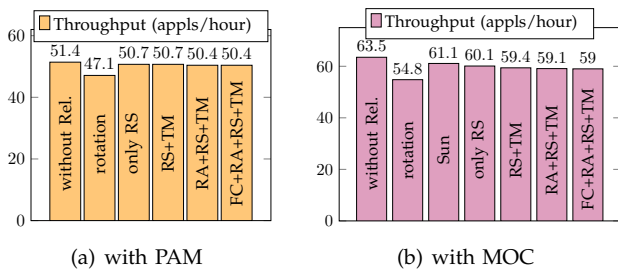 Throughput (appls/hour)
60
40
20
0
51.4
47.1
50.7
50.7
50.4
50.4
without Rel.
rotation
only RS
RS+TM
RA+RS+TM
FC+RA+RS+TM
(a) with PAM
Throughput (appls/hour)
80
60
40
20
0
63.5
54.8
61.1
60.1
59.4
59.1
59
without Rel.
rotation
Sun
only RS
RS+TM
RA+RS+TM
FC+RA+RS+TM
(b) with MOC